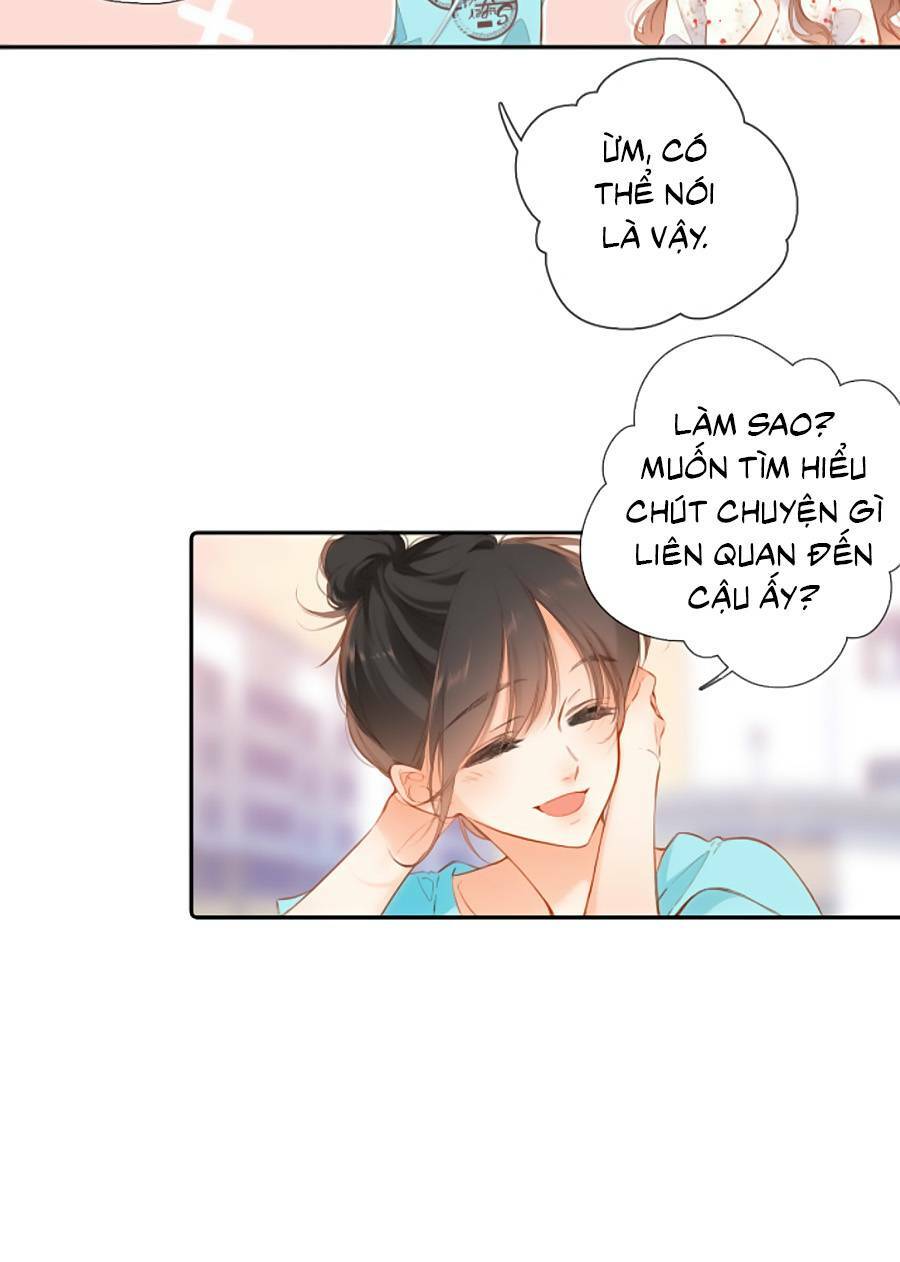 ỪM, CÓ
THỂ NÓI
LÀ VẬY.
LÀM SAO?
MUỐN TÌM HIỂU
CHÚT CHUYỆN GÌ
LIÊN QUAN ĐẾN
CẬU ẤY?